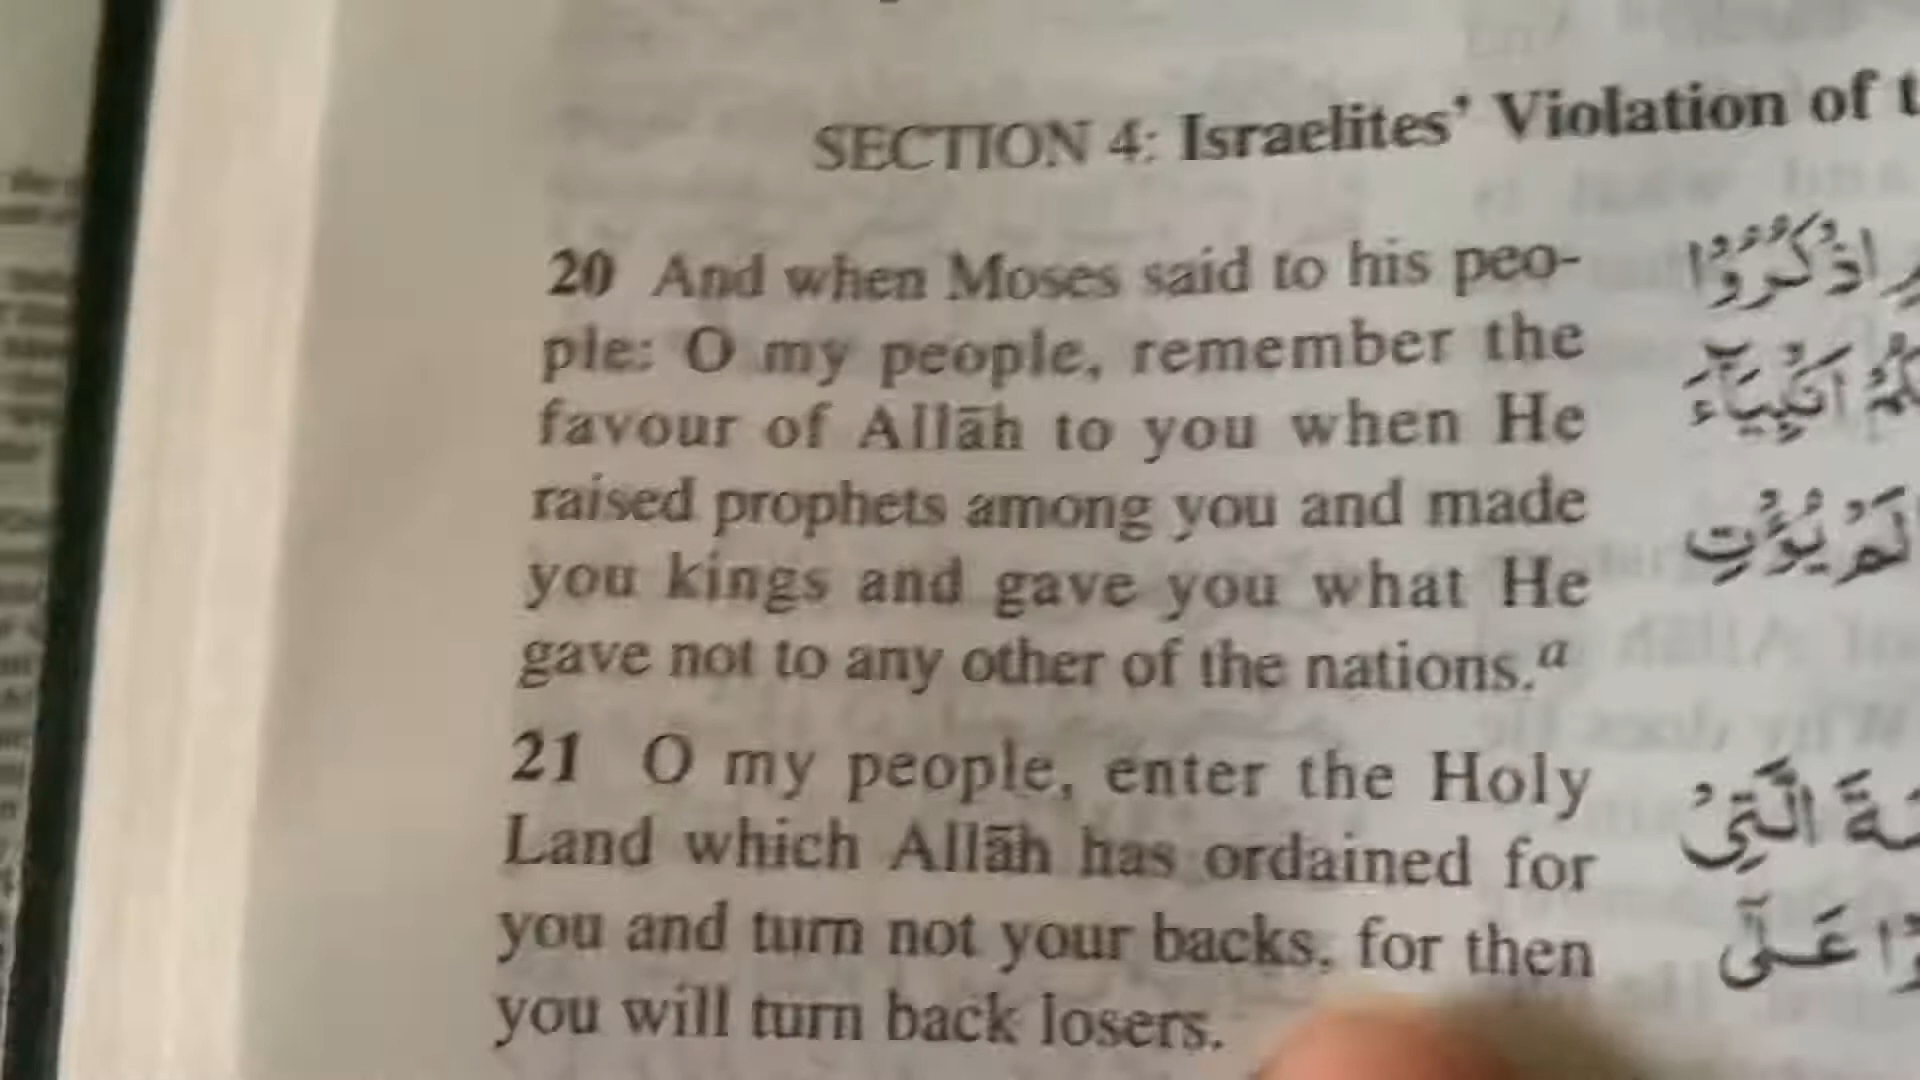 SECTION 4: Israelites' Violation of
20 And when Moses said to his peo-
ple: O my people, remember the
favour of Allāh to you when He
raised prophets among you and made
you kings and gave you what He
gave not to any other of the nations.a
21 O my people, enter the Holy
Land which Allāh has ordained for
you and turn not your backs, for then
you will turn back losers.
اذْكُرُوْا
اَنْۢبِيَآءَ
لَمْ يُؤْتِ
الَّتِىْ
عَلٰٓى